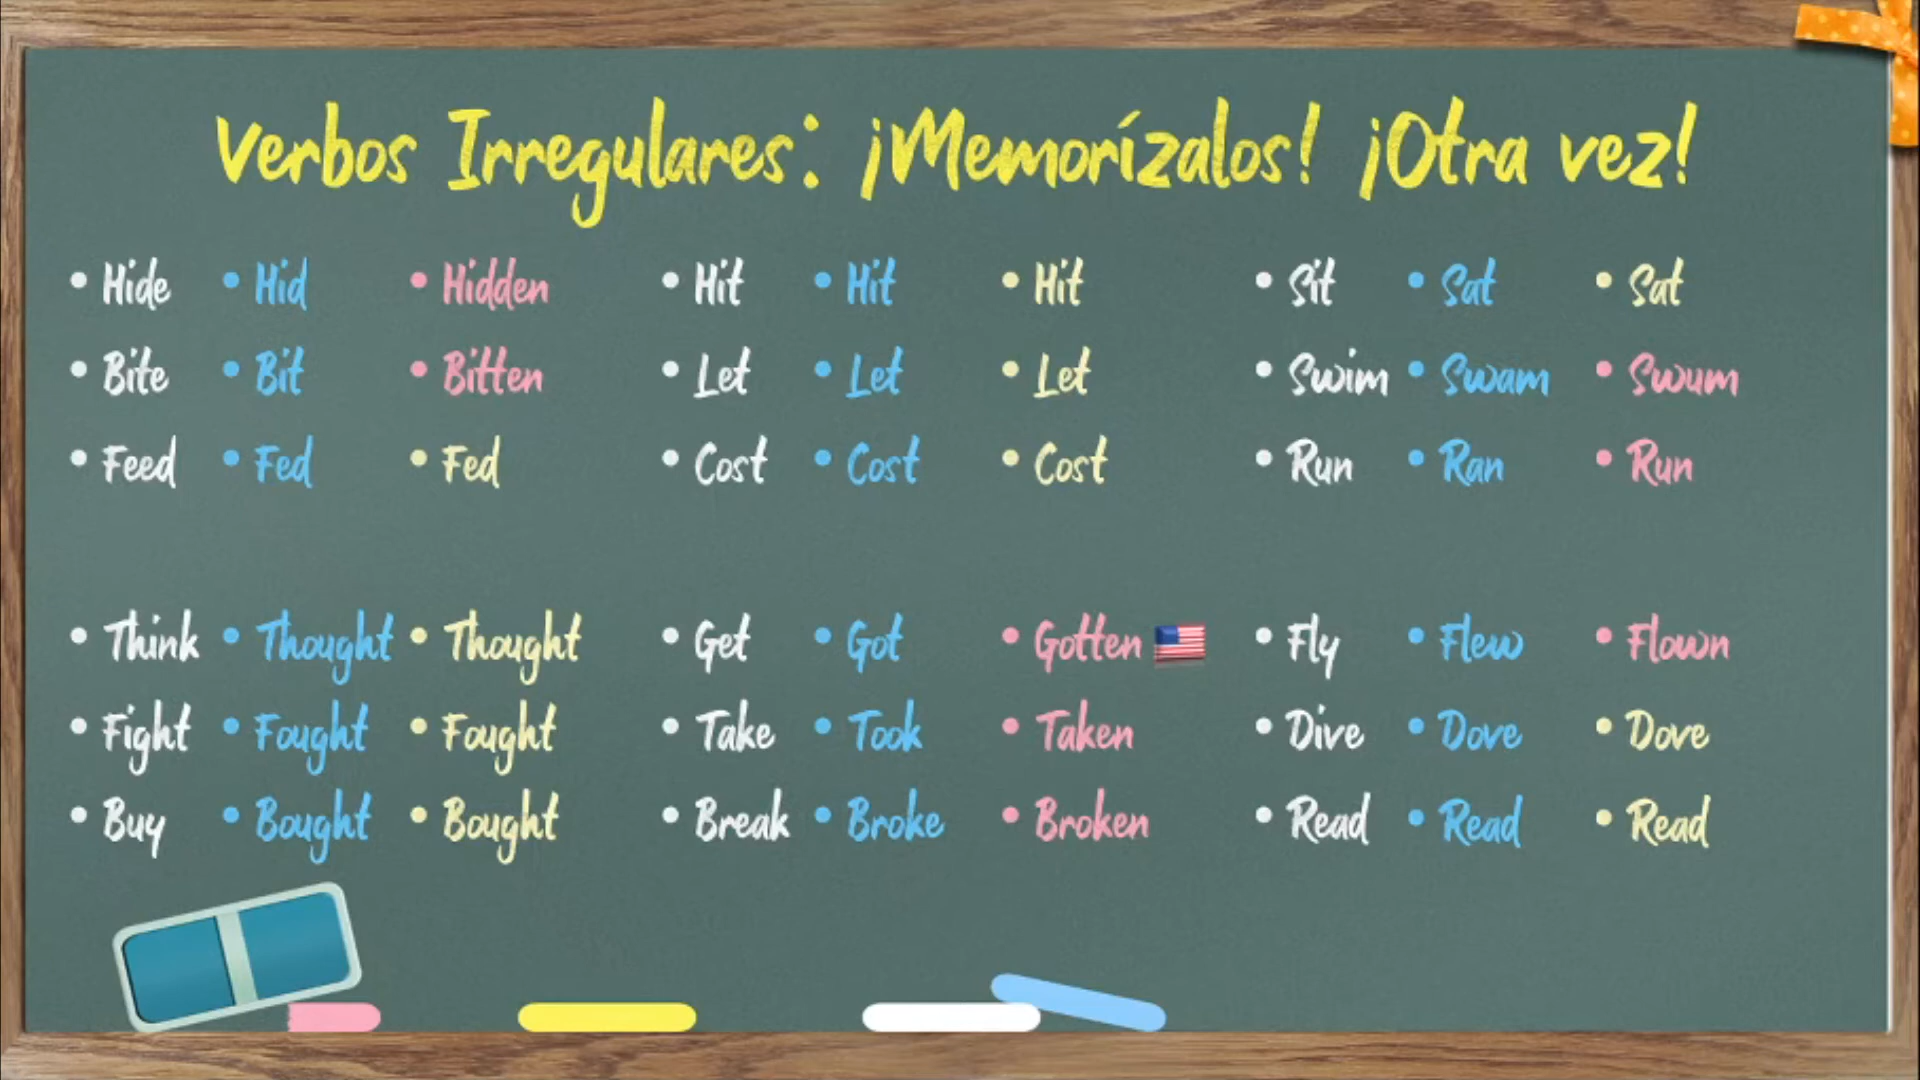 Verbos Irregulares: ¡Memorízalos! ¡Otra vez!
• Hide • Hid • Hidden • Hit • Hit • Hit • Sit • Sat • Sat
• Bite • Bit • Bitten • Let • Let • Let • Swim • Swam • Swum
• Feed • Fed • Fed • Cost • Cost • Cost • Run • Ran • Run
• Think • Thought • Thought • Get • Got • Gotten • Fly • Flew • Flown
• Fight • Fought • Fought • Take • Took • Taken • Dive • Dove • Dove
• Buy • Bought • Bought • Break • Broke • Broken • Read • Read • Read